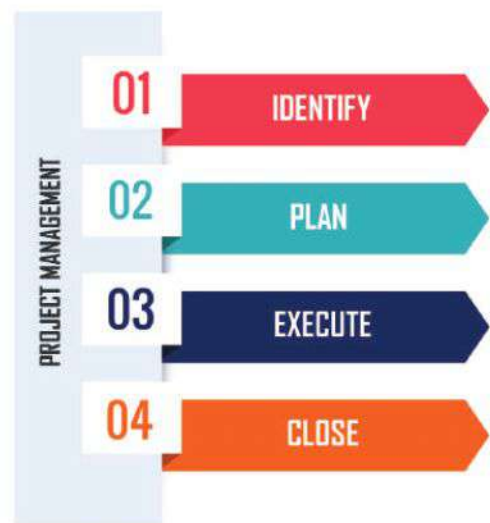 PROJECT MANAGEMENT
01
IDENTIFY
02
PLAN
03
EXECUTE
04
CLOSE